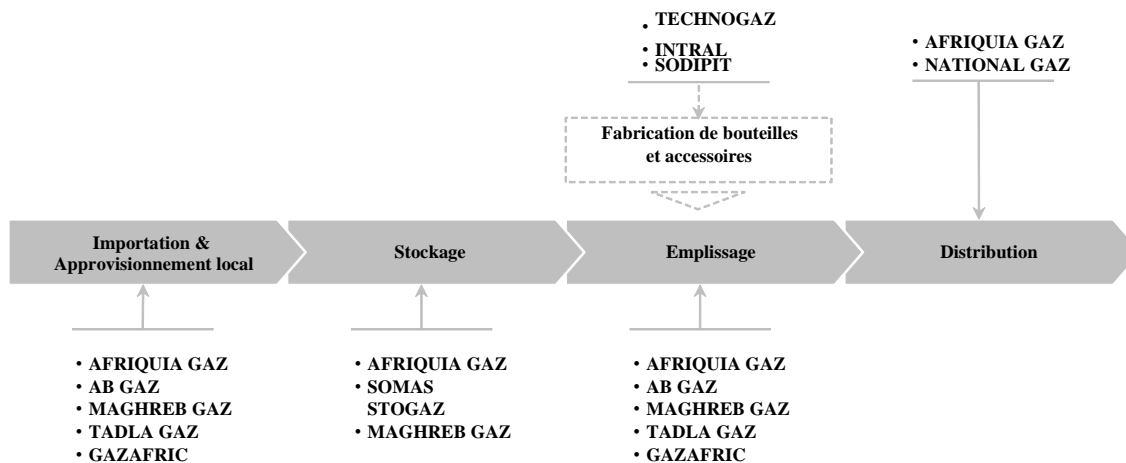 • TECHNOGAZ
• INTRAL
• SODIPIT
• AFRIQUIA GAZ
• NATIONAL GAZ
Fabrication de bouteilles
et accessoires
Importation &
Approvisionnement local
Stockage
Emplissage
Distribution
• AFRIQUIA GAZ
• AB GAZ
• MAGHREB GAZ
• TADLA GAZ
• GAZAFRIC
• AFRIQUIA GAZ
• SOMAS
STOGAZ
• MAGHREB GAZ
• AFRIQUIA GAZ
• AB GAZ
• MAGHREB GAZ
• TADLA GAZ
• GAZAFRIC